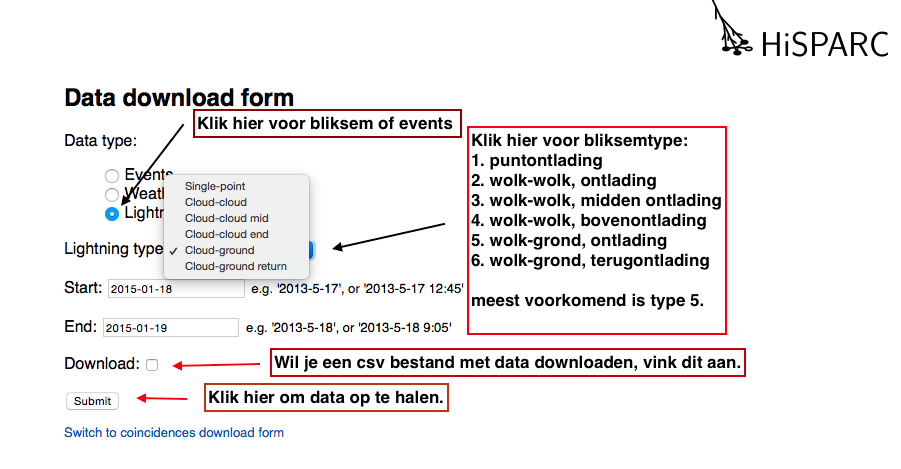 HiSPARC
Data download form
Klik hier voor bliksem of events
Data type:
Klik hier voor bliksemtype:
1. puntontlading
2. wolk-wolk, ontlading
3. wolk-wolk, midden ontlading
4. wolk-wolk, bovenontlading
5. wolk-grond, ontlading
6. wolk-grond, terugontlading
meest voorkomend is type 5.
Events
Single-point
Cloud-cloud
Cloud-cloud mid
Cloud-cloud end
✓ Cloud-ground
Cloud-ground return
Lightning type
Start: 2015-01-18 e.g. '2013-5-17', or '2013-5-17 12:45'
End: 2015-01-19 e.g. '2013-5-18', or '2013-5-18 9:05'
Download:
Wil je een csv bestand met data downloaden, vink dit aan.
Submit
Klik hier om data op te halen.
Switch to coincidences download form